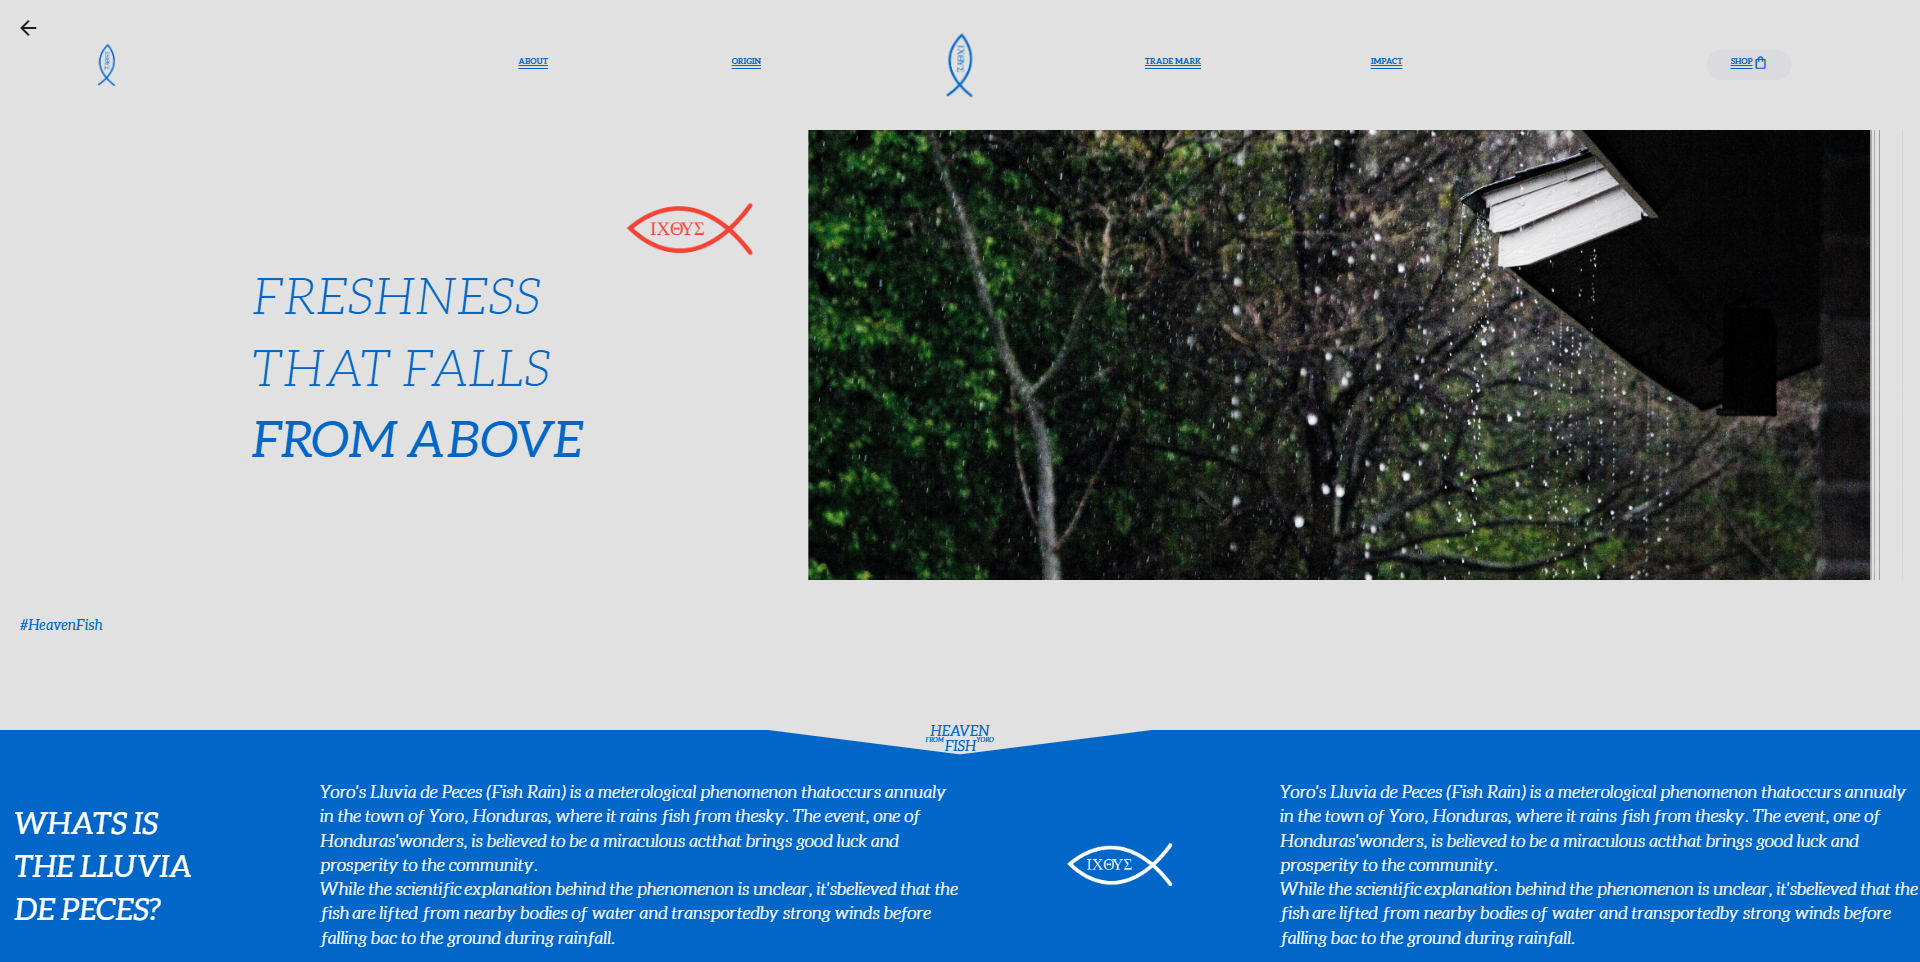 ΙΧΘΥΣ
ABOUT
ORIGIN
ΙΧΘΥΣ
TRADE MARK
IMPACT
SHOP
ΙΧΘΥΣ
FRESHNESS
THAT FALLS
FROM ABOVE
#HeavenFish
HEAVEN
FROM FISH YORO
WHATS IS
THE LLUVIA
DE PECES?
Yoro's Lluvia de Peces (Fish Rain) is a meterological phenomenon thatoccurs annualy
in the town of Yoro, Honduras, where it rains fish from thesky. The event, one of
Honduras'wonders, is believed to be a miraculous actthat brings good luck and
prosperity to the community.
While the scientific explanation behind the phenomenon is unclear, it'sbelieved that the
fish are lifted from nearby bodies of water and transportedby strong winds before
falling bac to the ground during rainfall.
ΙΧΘΥΣ
Yoro's Lluvia de Peces (Fish Rain) is a meterological phenomenon thatoccurs annualy
in the town of Yoro, Honduras, where it rains fish from thesky. The event, one of
Honduras'wonders, is believed to be a miraculous actthat brings good luck and
prosperity to the community.
While the scientific explanation behind the phenomenon is unclear, it'sbelieved that the
fish are lifted from nearby bodies of water and transportedby strong winds before
falling bac to the ground during rainfall.